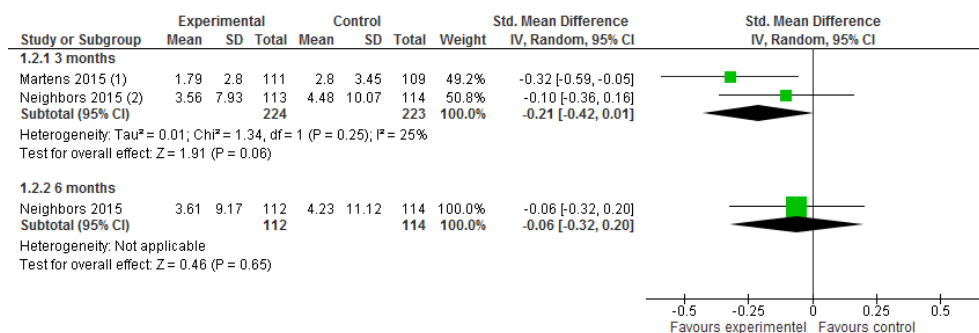 Experimental Control Std. Mean Difference Std. Mean Difference
Study or Subgroup Mean SD Total Mean SD Total Weight IV, Random, 95% CI IV, Random, 95% CI
1.2.1 3 months
Martens 2015 (1) 1.79 2.8 111 2.8 3.45 109 49.2% -0.32 [-0.59, -0.05]
Neighbors 2015 (2) 3.56 7.93 113 4.48 10.07 114 50.8% -0.10 [-0.36, 0.16]
Subtotal (95% CI) 224 223 100.0% -0.21 [-0.42, 0.01]
Heterogeneity: Tau² = 0.01; Chi² = 1.34, df = 1 (P = 0.25); I² = 25%
Test for overall effect: Z = 1.91 (P = 0.06)
1.2.2 6 months
Neighbors 2015 3.61 9.17 112 4.23 11.12 114 100.0% -0.06 [-0.32, 0.20]
Subtotal (95% CI) 112 114 100.0% -0.06 [-0.32, 0.20]
Heterogeneity: Not applicable
Test for overall effect: Z = 0.46 (P = 0.65)
-0.5 -0.25 0 0.25 0.5
Favours experimentel Favours control